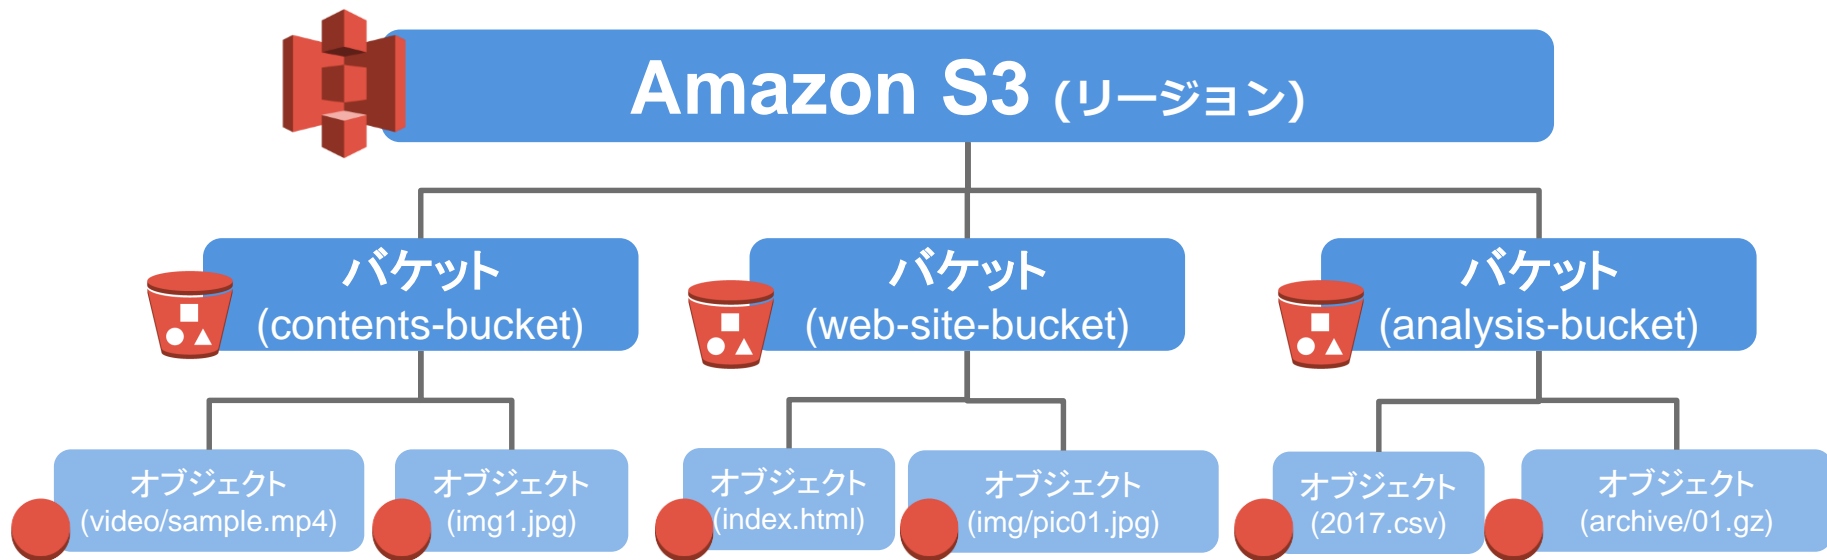 Amazon S3 (リージョン)
バケット
(contents-bucket)
バケット
(web-site-bucket)
バケット
(analysis-bucket)
オブジェクト
(video/sample.mp4)
オブジェクト
(img1.jpg)
オブジェクト
(index.html)
オブジェクト
(img/pic01.jpg)
オブジェクト
(2017.csv)
オブジェクト
(archive/01.gz)